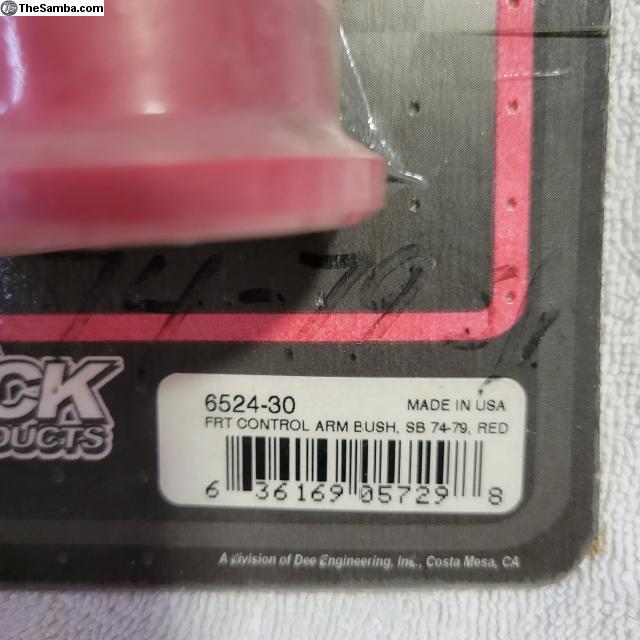 TheSamba.com
74-79
CK
ODUCTS
6524-30 MADE IN USA
FRT CONTROL ARM BUSH, SB 74-79, RED
6 36169 05729 8
A division of Dee Engineering, Inc., Costa Mesa, CA